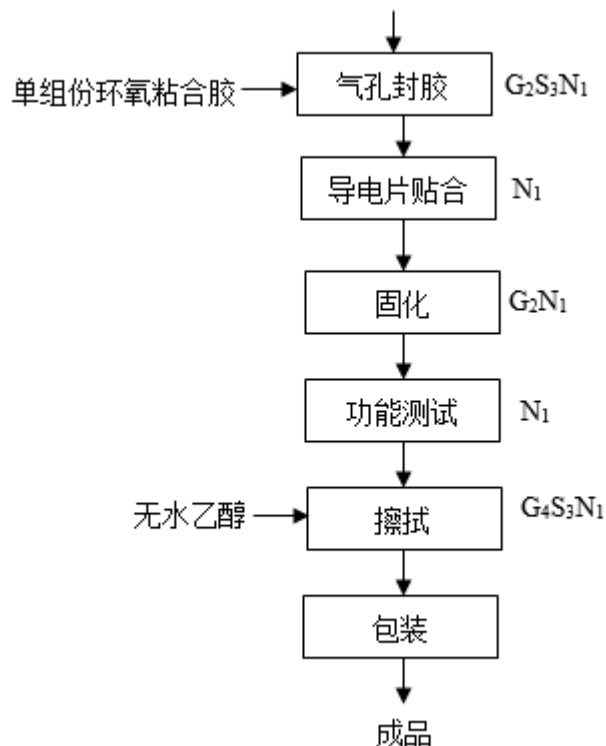 单组份环氧粘合胶
气孔封胶
G₂S₃N₁
导电片贴合
N₁
固化
G₂N₁
功能测试
N₁
无水乙醇
擦拭
G₄S₃N₁
包装
成品